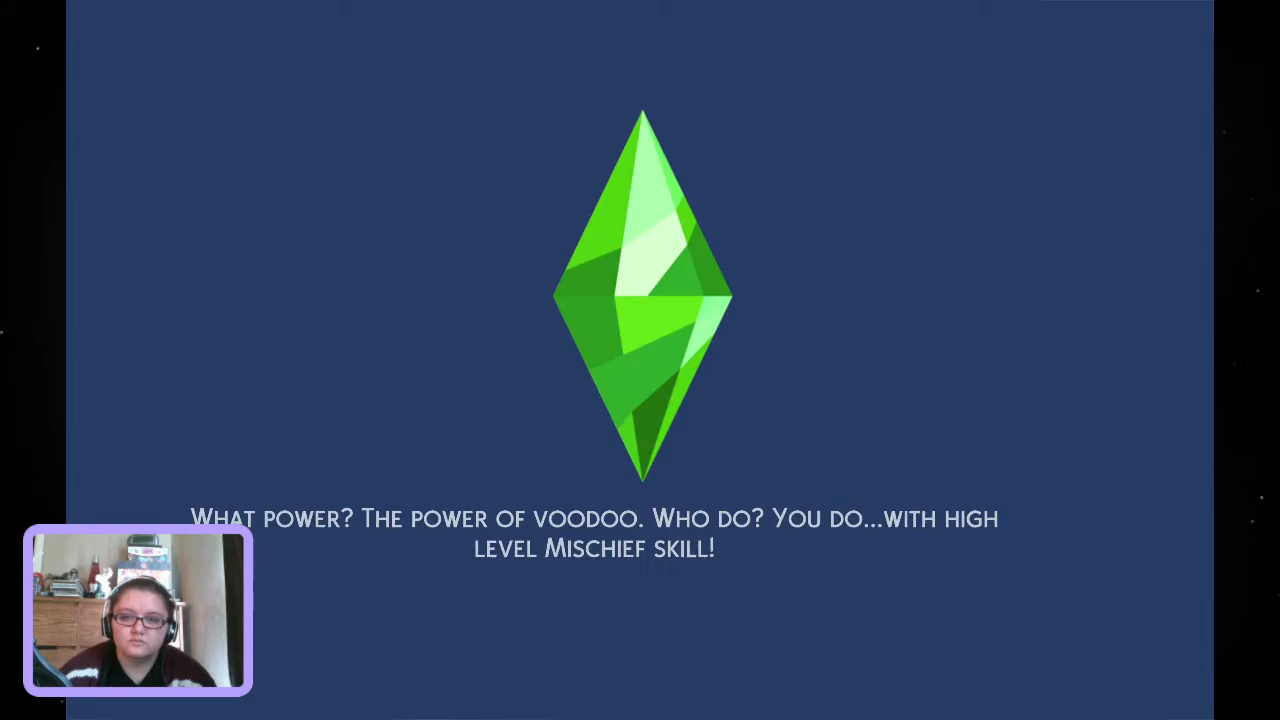 What power? The power of voodoo. Who do? You do...with high
level Mischief skill!